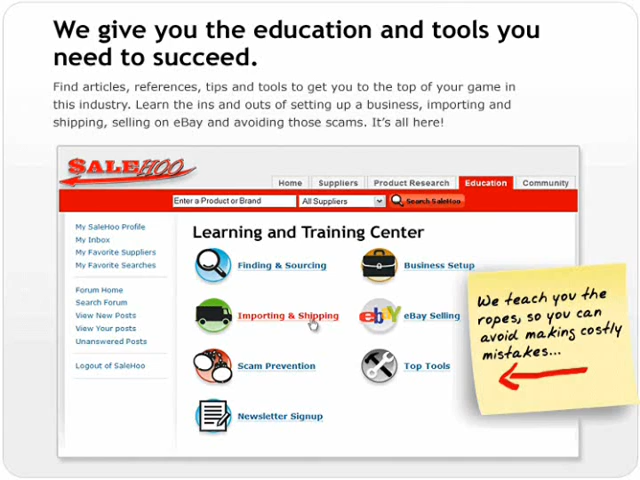 We give you the education and tools you
need to succeed.
Find articles, references, tips and tools to get you to the top of your game in
this industry. Learn the ins and outs of setting up a business, importing and
shipping, selling on eBay and avoiding those scams. It's all here!
SALEHOO
Home Suppliers Product Research Education Community
Enter a Product or Brand All Suppliers Search SaleHoo
My SaleHoo Profile
My Inbox
My Favorite Suppliers
My Favorite Searches
Forum Home
Search Forum
View New Posts
View Your posts
Unanswered Posts
Logout of SaleHoo
Learning and Training Center
Finding & Sourcing Business Setup
Importing & Shipping ebY eBay Selling
Scam Prevention Top Tools
Newsletter Signup
We teach you the
ropes, so you can
avoid making costly
mistakes...